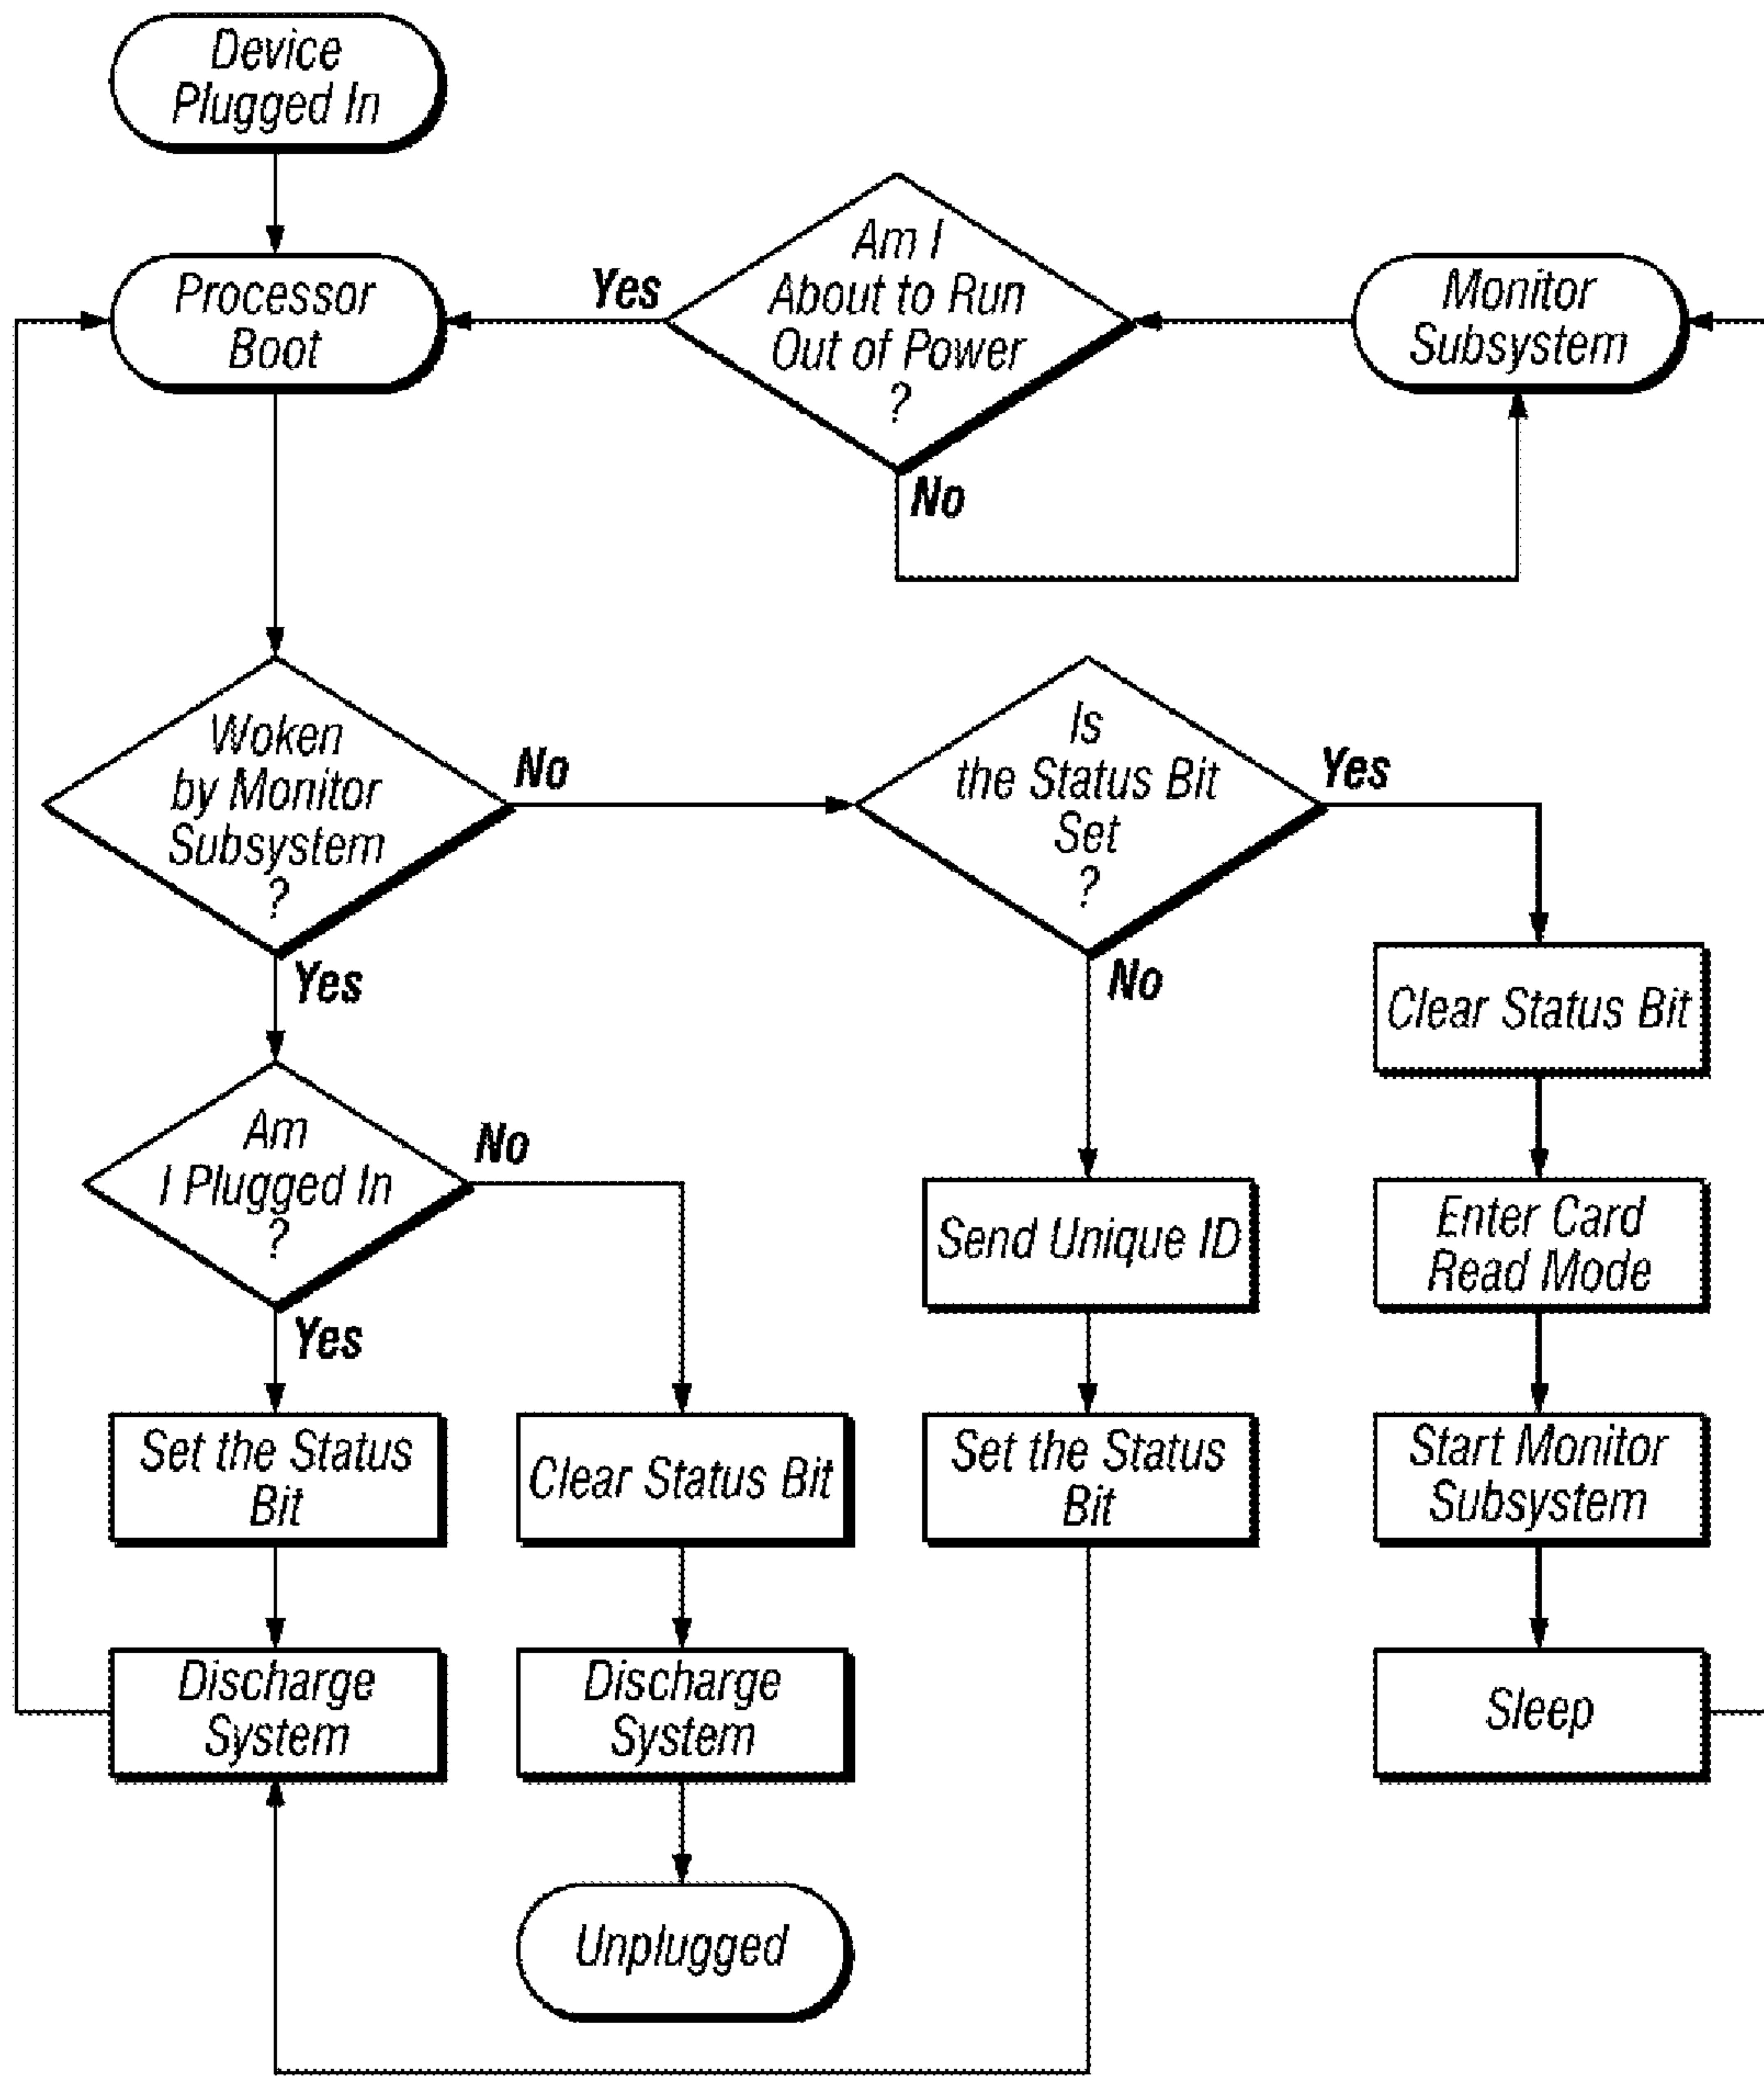 Device
Plugged In
Processor
Boot
Yes
Am I
About to Run
Out of Power
?
No
Monitor
Subsystem
Woken
by Monitor
Subsystem
?
No
Yes
Is
the Status Bit
Set
?
Yes
No
Clear Status Bit
Am
I Plugged In
?
No
Yes
Send Unique ID
Enter Card
Read Mode
Set the Status
Bit
Clear Status Bit
Set the Status
Bit
Start Monitor
Subsystem
Discharge
System
Discharge
System
Sleep
Unplugged